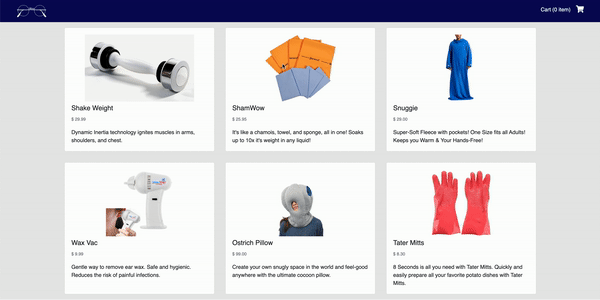 Cart (0 item)
Shake Weight
$ 29.99
Dynamic Inertia technology ignites muscles in arms,
shoulders, and chest.
ShamWow
$ 25.95
It's like a chamois, towel, and sponge, all in one! Soaks
up to 10x it's weight in any liquid!
Snuggie
$ 29.00
Super-Soft Fleece with pockets! One Size fits all Adults!
Keeps you Warm & Your Hands-Free!
Wax Vac
$ 9.99
Gentle way to remove ear wax. Safe and hygienic.
Reduces the risk of painful infections.
Ostrich Pillow
$ 99.00
Create your own snugly space in the world and feel-good
anywhere with the ultimate cocoon pillow.
Tater Mitts
$ 8.30
8 Seconds is all you need with Tater Mitts. Quickly and
easily prepare all your favorite potato dishes with Tater
Mitts.